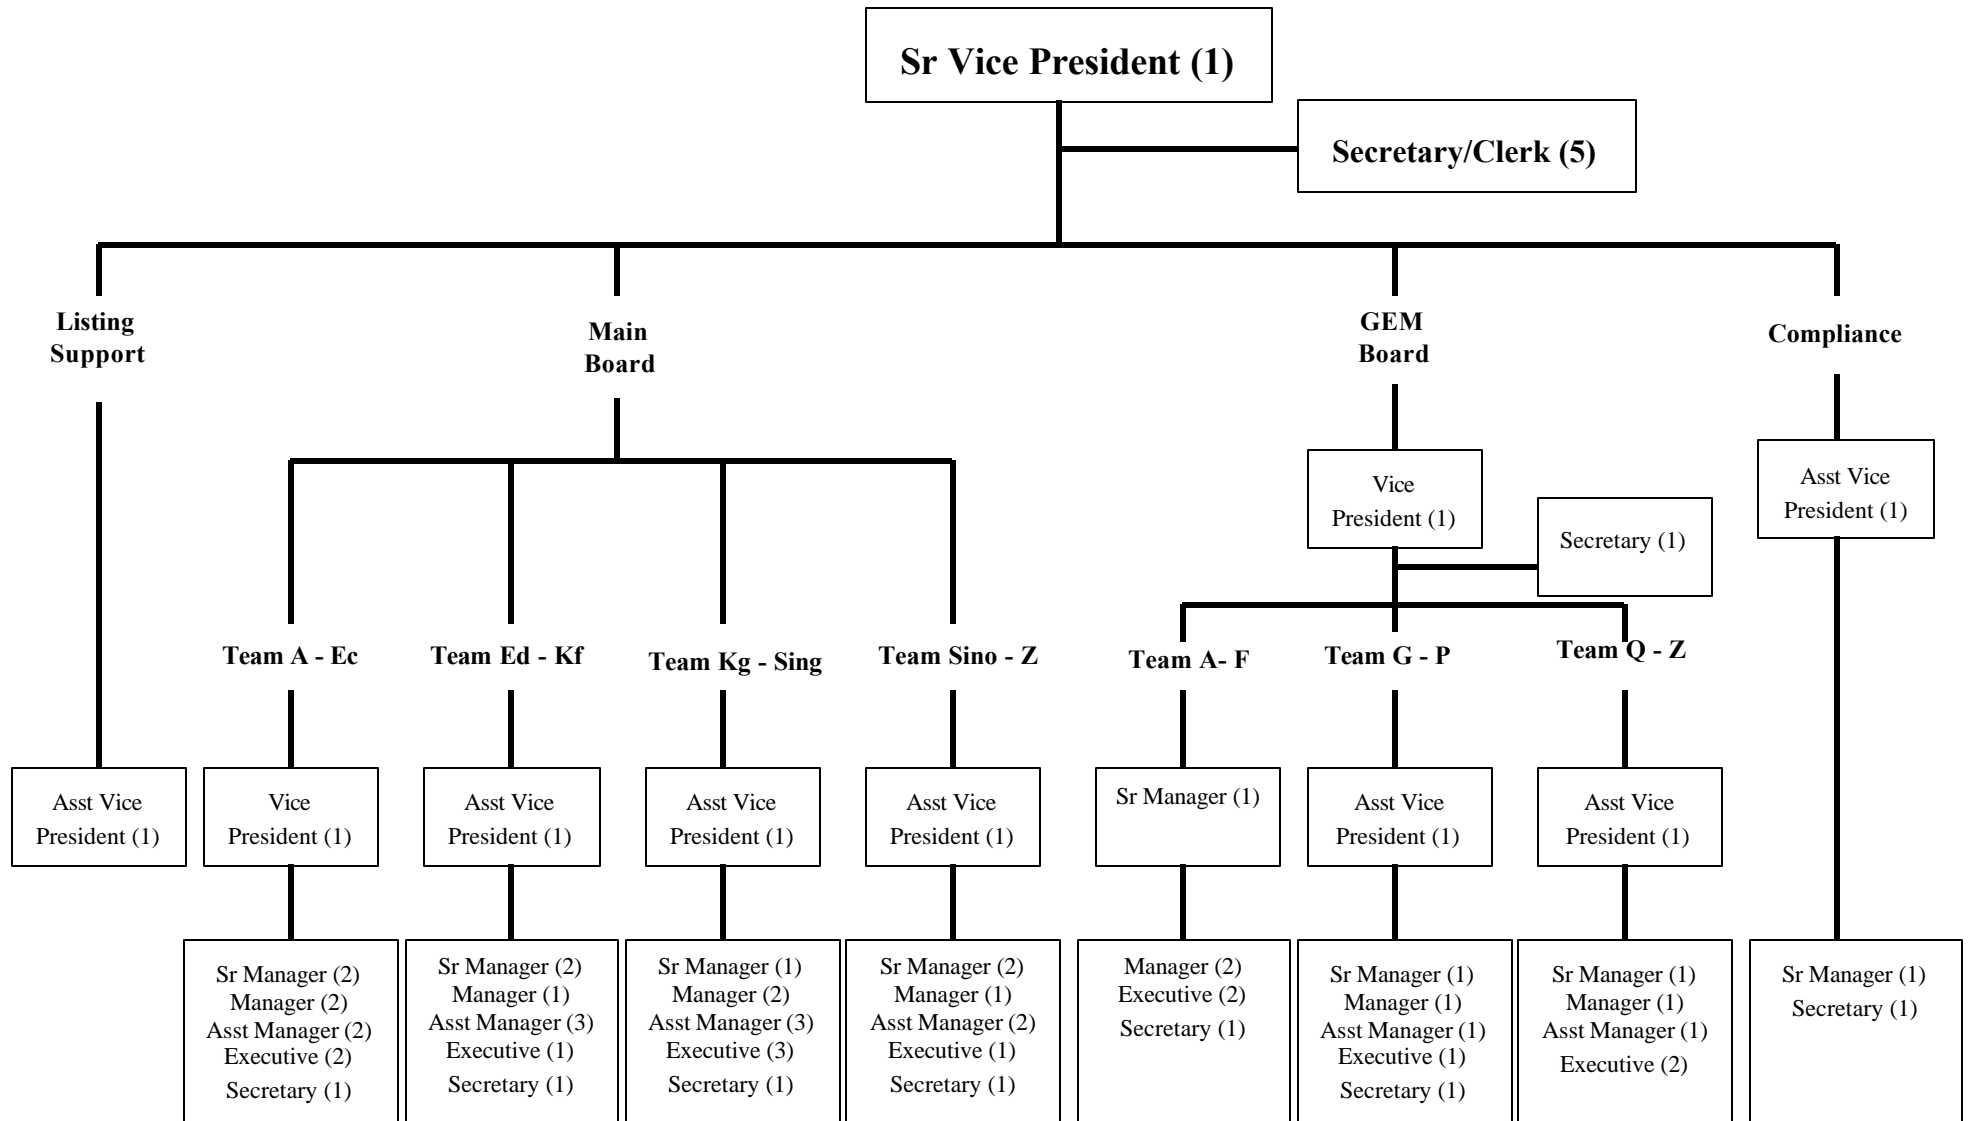 Sr Vice President (1)
Secretary/Clerk (5)
Listing
Support
Main
Board
GEM
Board
Compliance
Vice
President (1)
Secretary (1)
Asst Vice
President (1)
Team A - Ec
Team Ed - Kf
Team Kg - Sing
Team Sino - Z
Team A- F
Team G - P
Team Q - Z
Asst Vice
President (1)
Vice
President (1)
Asst Vice
President (1)
Asst Vice
President (1)
Asst Vice
President (1)
Sr Manager (1)
Asst Vice
President (1)
Asst Vice
President (1)
Sr Manager (2)
Manager (2)
Asst Manager (2)
Executive (2)
Secretary (1)
Sr Manager (2)
Manager (1)
Asst Manager (3)
Executive (1)
Secretary (1)
Sr Manager (1)
Manager (2)
Asst Manager (3)
Executive (3)
Secretary (1)
Sr Manager (2)
Manager (1)
Asst Manager (2)
Executive (1)
Secretary (1)
Manager (2)
Executive (2)
Secretary (1)
Sr Manager (1)
Manager (1)
Asst Manager (1)
Executive (1)
Secretary (1)
Sr Manager (1)
Manager (1)
Asst Manager (1)
Executive (2)
Sr Manager (1)
Secretary (1)